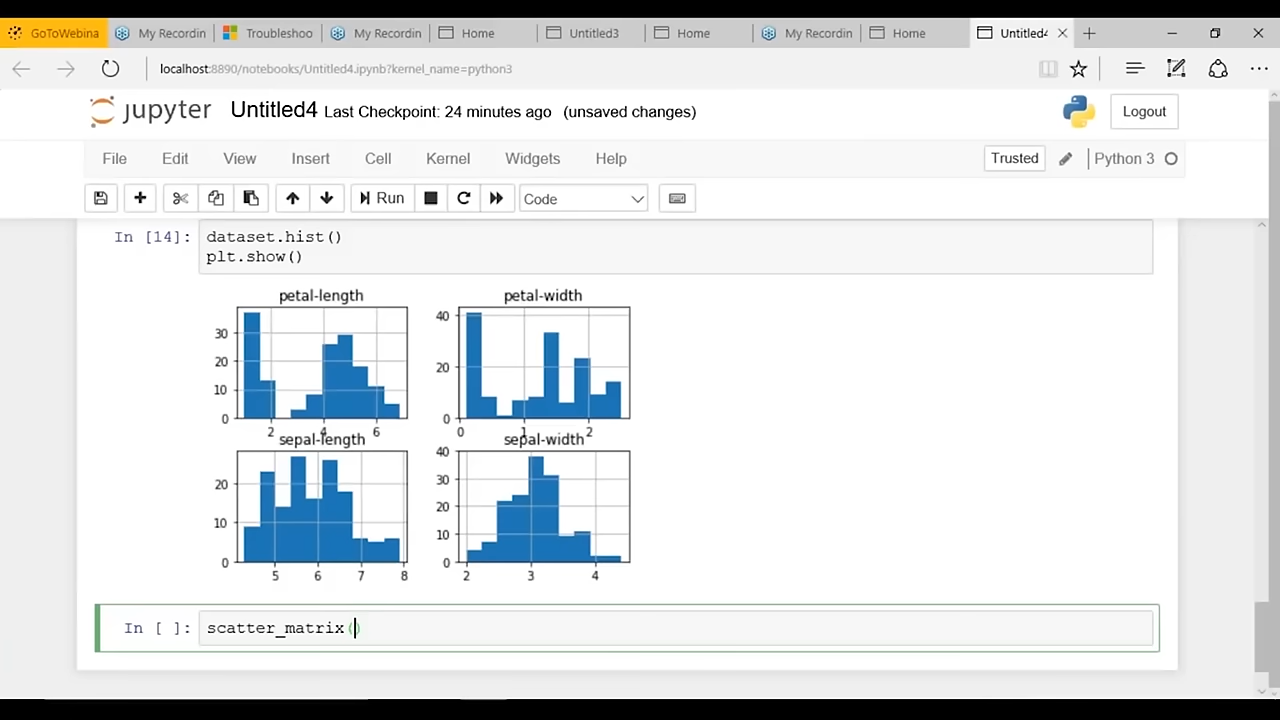 GoToWebina My Recordin Troubleshoo My Recordin Home Untitled3 Home My Recordin Home Untitled4
localhost:8890/notebooks/Untitled4.ipynb?kernel_name=python3
jupyter Untitled4 Last Checkpoint: 24 minutes ago (unsaved changes) Logout
File Edit View Insert Cell Kernel Widgets Help Trusted Python 3
Run Code
In [14]: dataset.hist()
plt.show()
petal-length petal-width
30
20
10
0
2 4 6
40
20
0
0 1 2
sepal-length sepal-width
20
10
0
5 6 7 8
40
30
20
10
0
2 3 4
In [ ]: scatter_matrix()